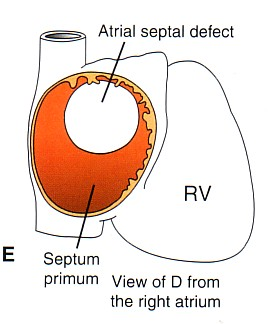 Atrial septal defect
RV
E
Septum
primum
View of D from
the right atrium